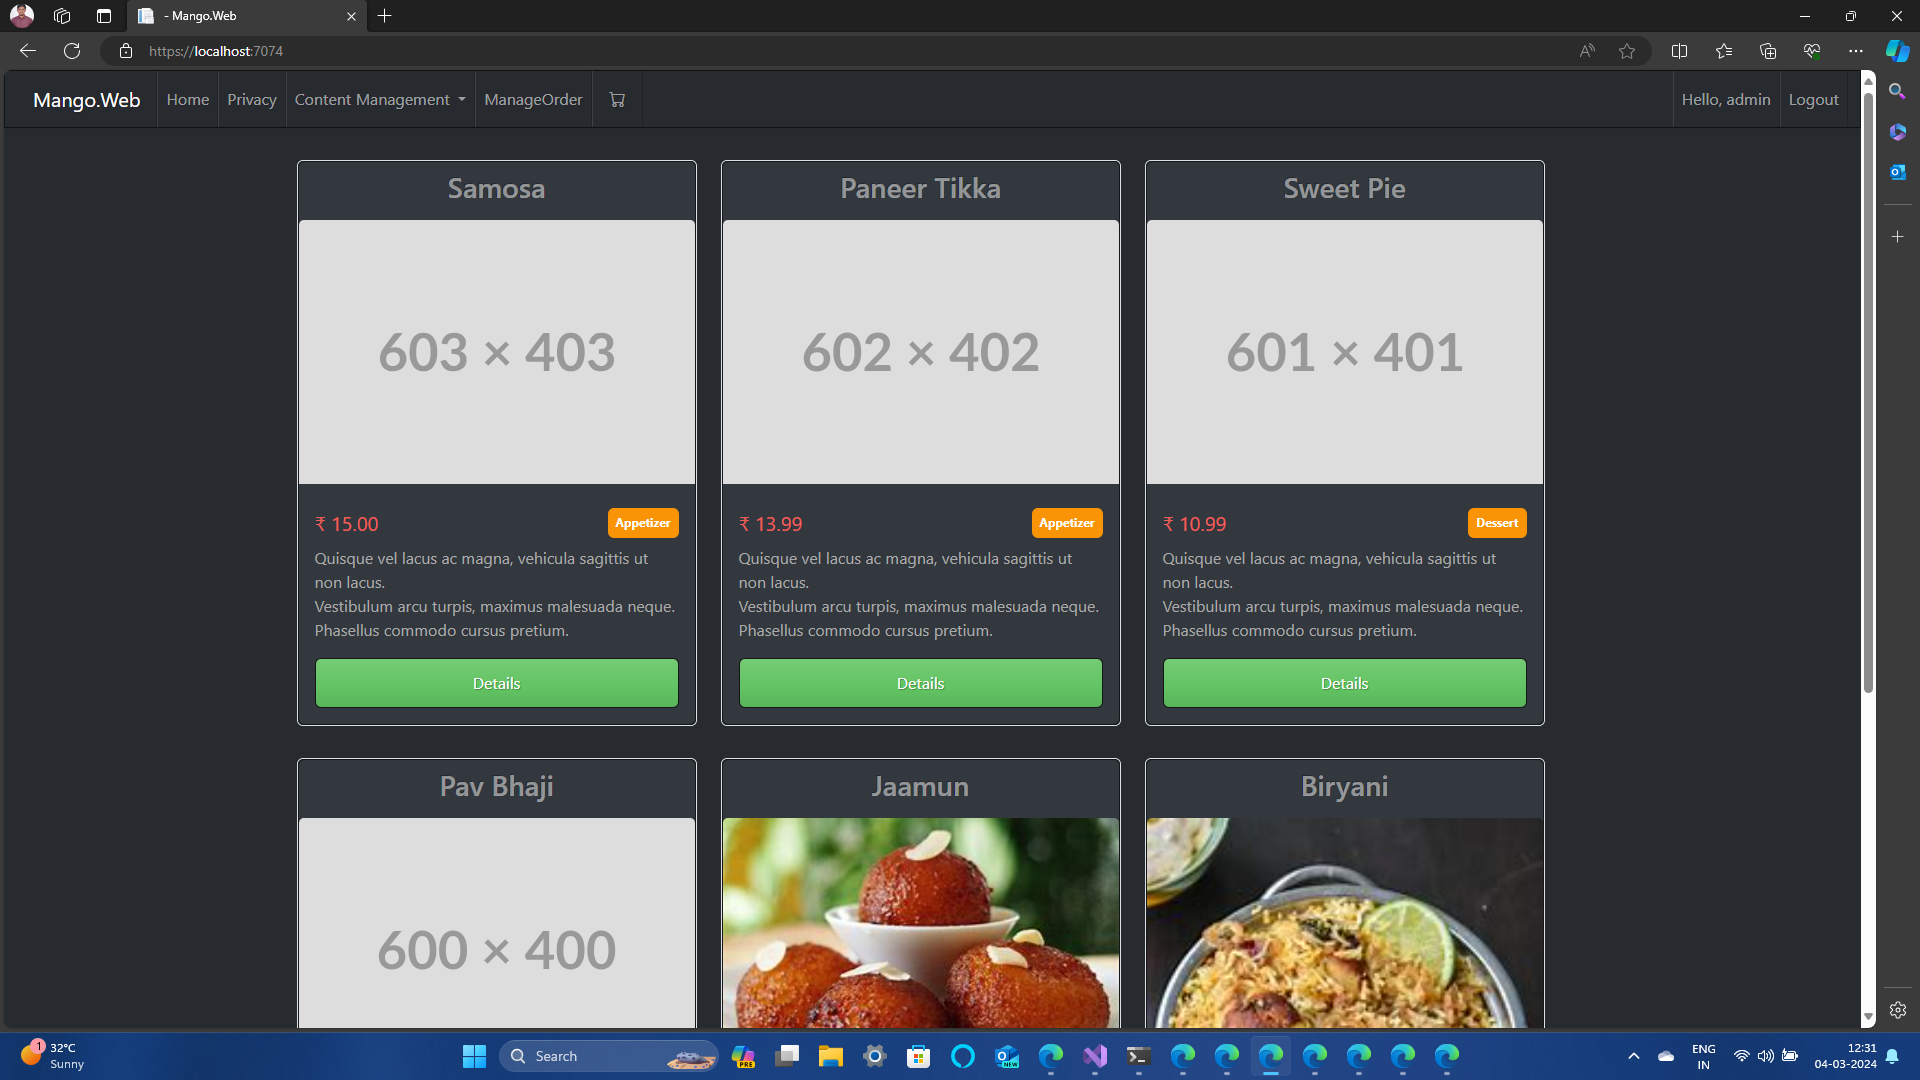 - Mango.Web
https://localhost:7074
Mango.Web Home Privacy Content Management ManageOrder Hello, admin Logout
Samosa
603 × 403
₹ 15.00 Appetizer
Quisque vel lacus ac magna, vehicula sagittis ut
non lacus.
Vestibulum arcu turpis, maximus malesuada neque.
Phasellus commodo cursus pretium.
Details
Paneer Tikka
602 × 402
₹ 13.99 Appetizer
Quisque vel lacus ac magna, vehicula sagittis ut
non lacus.
Vestibulum arcu turpis, maximus malesuada neque.
Phasellus commodo cursus pretium.
Details
Sweet Pie
601 × 401
₹ 10.99 Dessert
Quisque vel lacus ac magna, vehicula sagittis ut
non lacus.
Vestibulum arcu turpis, maximus malesuada neque.
Phasellus commodo cursus pretium.
Details
Pav Bhaji
600 × 400
Jaamun
Biryani
1
32°C
Sunny
Search
PRE
NEW
ENG
IN
12:31
04-03-2024